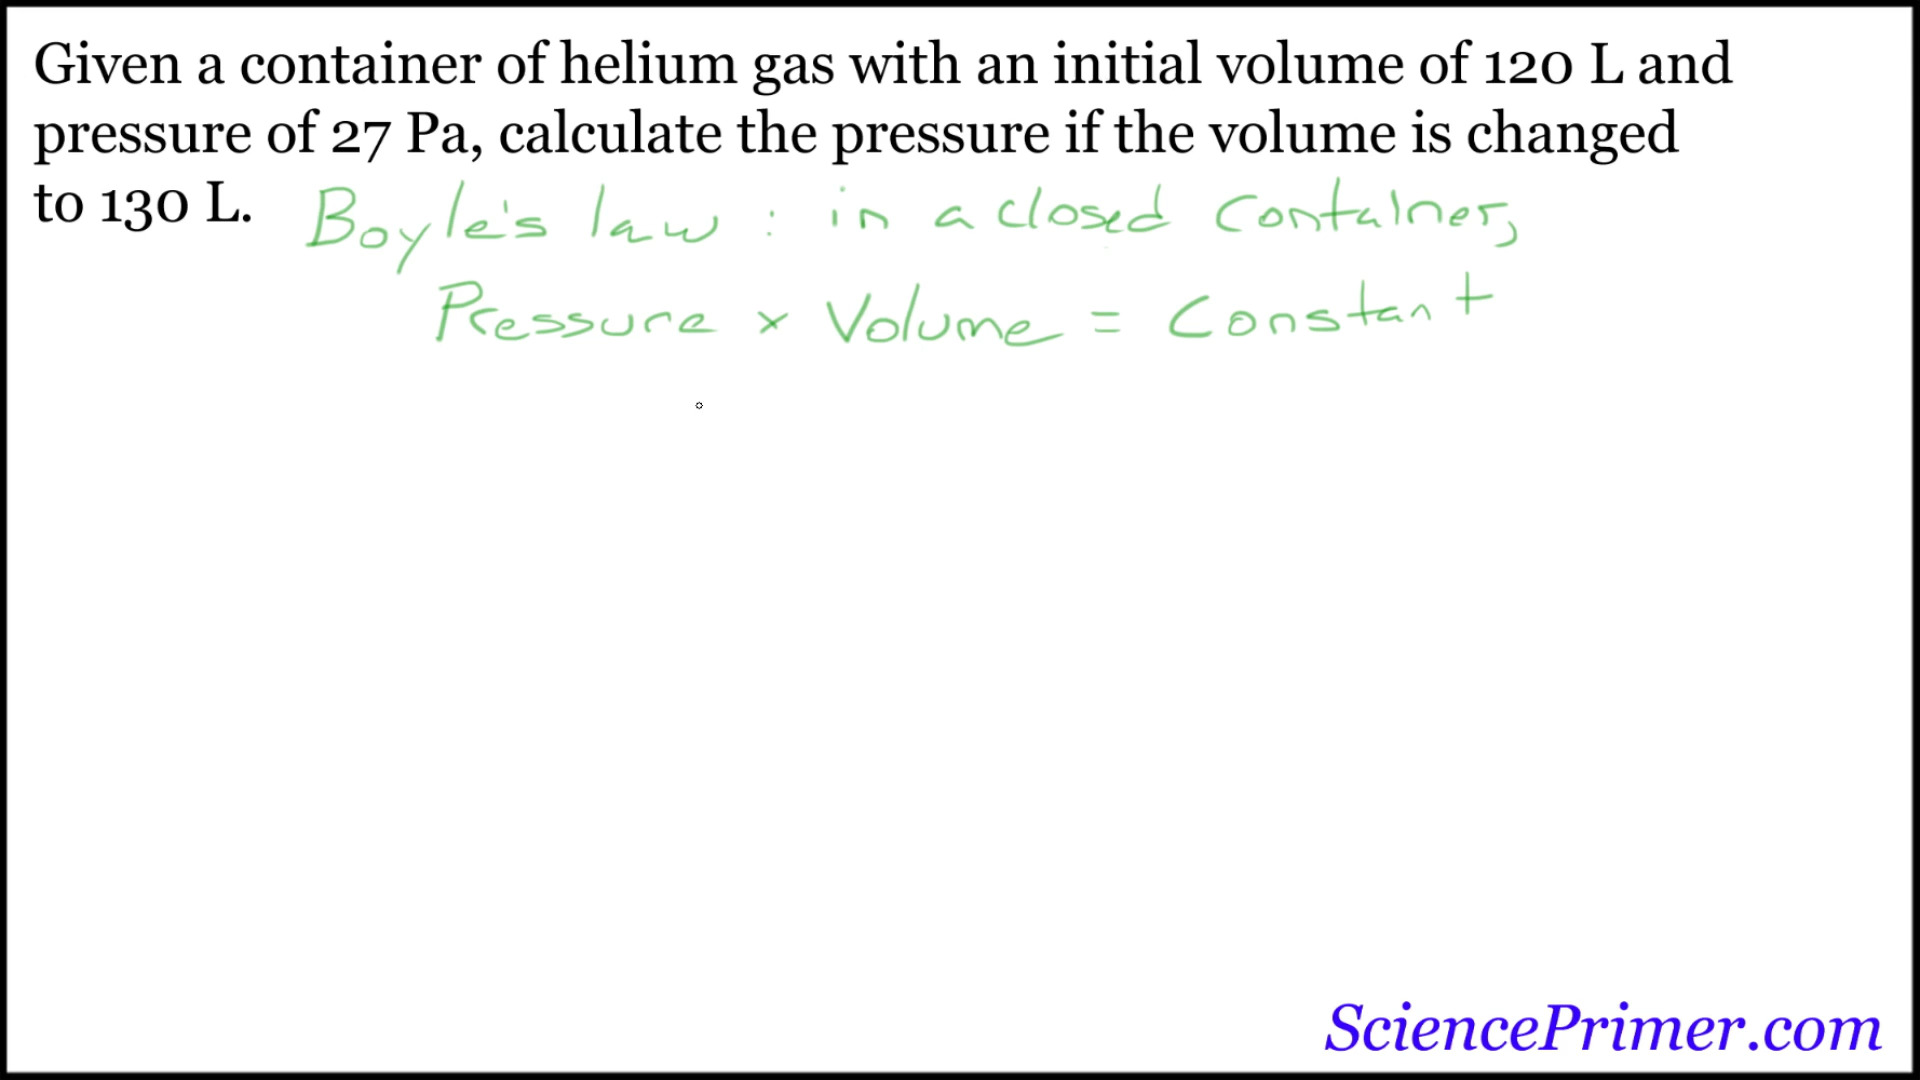 Given a container of helium gas with an initial volume of 120 L and
pressure of 27 Pa, calculate the pressure if the volume is changed
to 130 L. Boyle's law : in a closed container,
Pressure × Volume = Constant
SciencePrimer.com